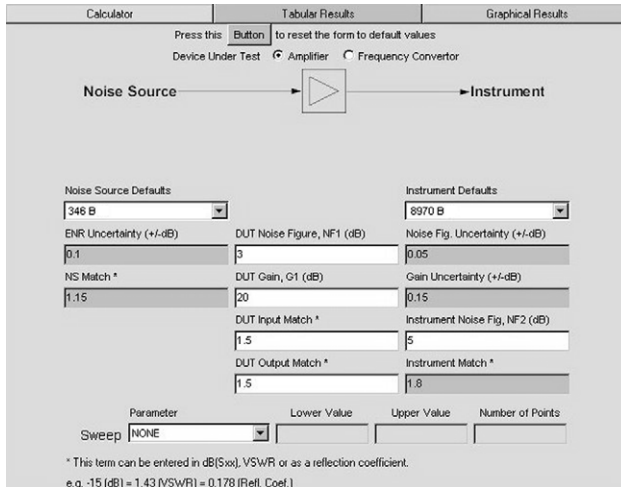 Calculator Tabular Results Graphical Results
Press this Button to reset the form to default values
Device Under Test Amplifier Frequency Convertor
Noise Source Instrument
Noise Source Defaults Instrument Defaults
346 B 8970 B
ENR Uncertainty (+/-dB) DUT Noise Figure, NF1 (dB) Noise Fig. Uncertainty (+/-dB)
0.1 3 0.05
NS Match * DUT Gain, G1 (dB) Gain Uncertainty (+/-dB)
1.15 20 0.15
DUT Input Match * Instrument Noise Fig, NF2 (dB)
1.5 5
DUT Output Match * Instrument Match *
1.5 1.8
Parameter Lower Value Upper Value Number of Points
Sweep NONE
* This term can be entered in dB(Sxx), VSWR or as a reflection coefficient.
e.g. -15 (dB) = 1.43 (VSWR) = 0.178 (Refl. Coef.)